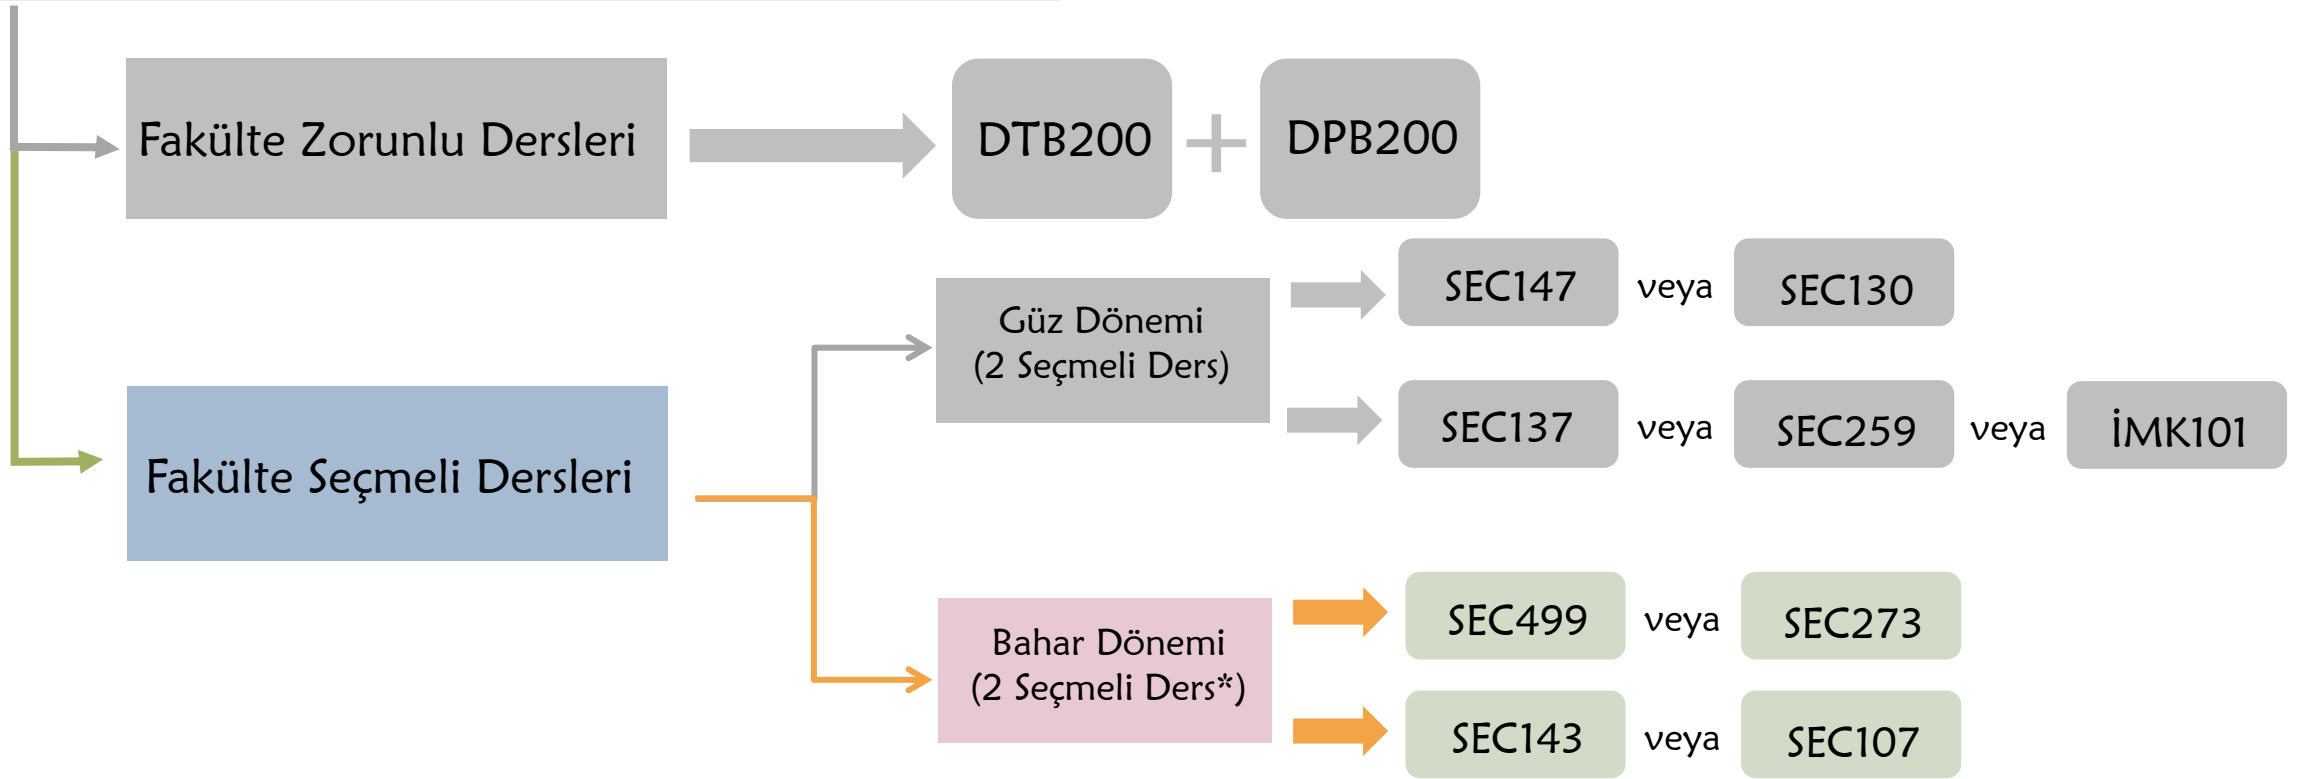 Fakülte Zorunlu Dersleri
DTB200 + DPB200
Fakülte Seçmeli Dersleri
Güz Dönemi
(2 Seçmeli Ders)
SEC147 veya SEC130
SEC137 veya SEC259 veya İMK101
Bahar Dönemi
(2 Seçmeli Ders*)
SEC499 veya SEC273
SEC143 veya SEC107